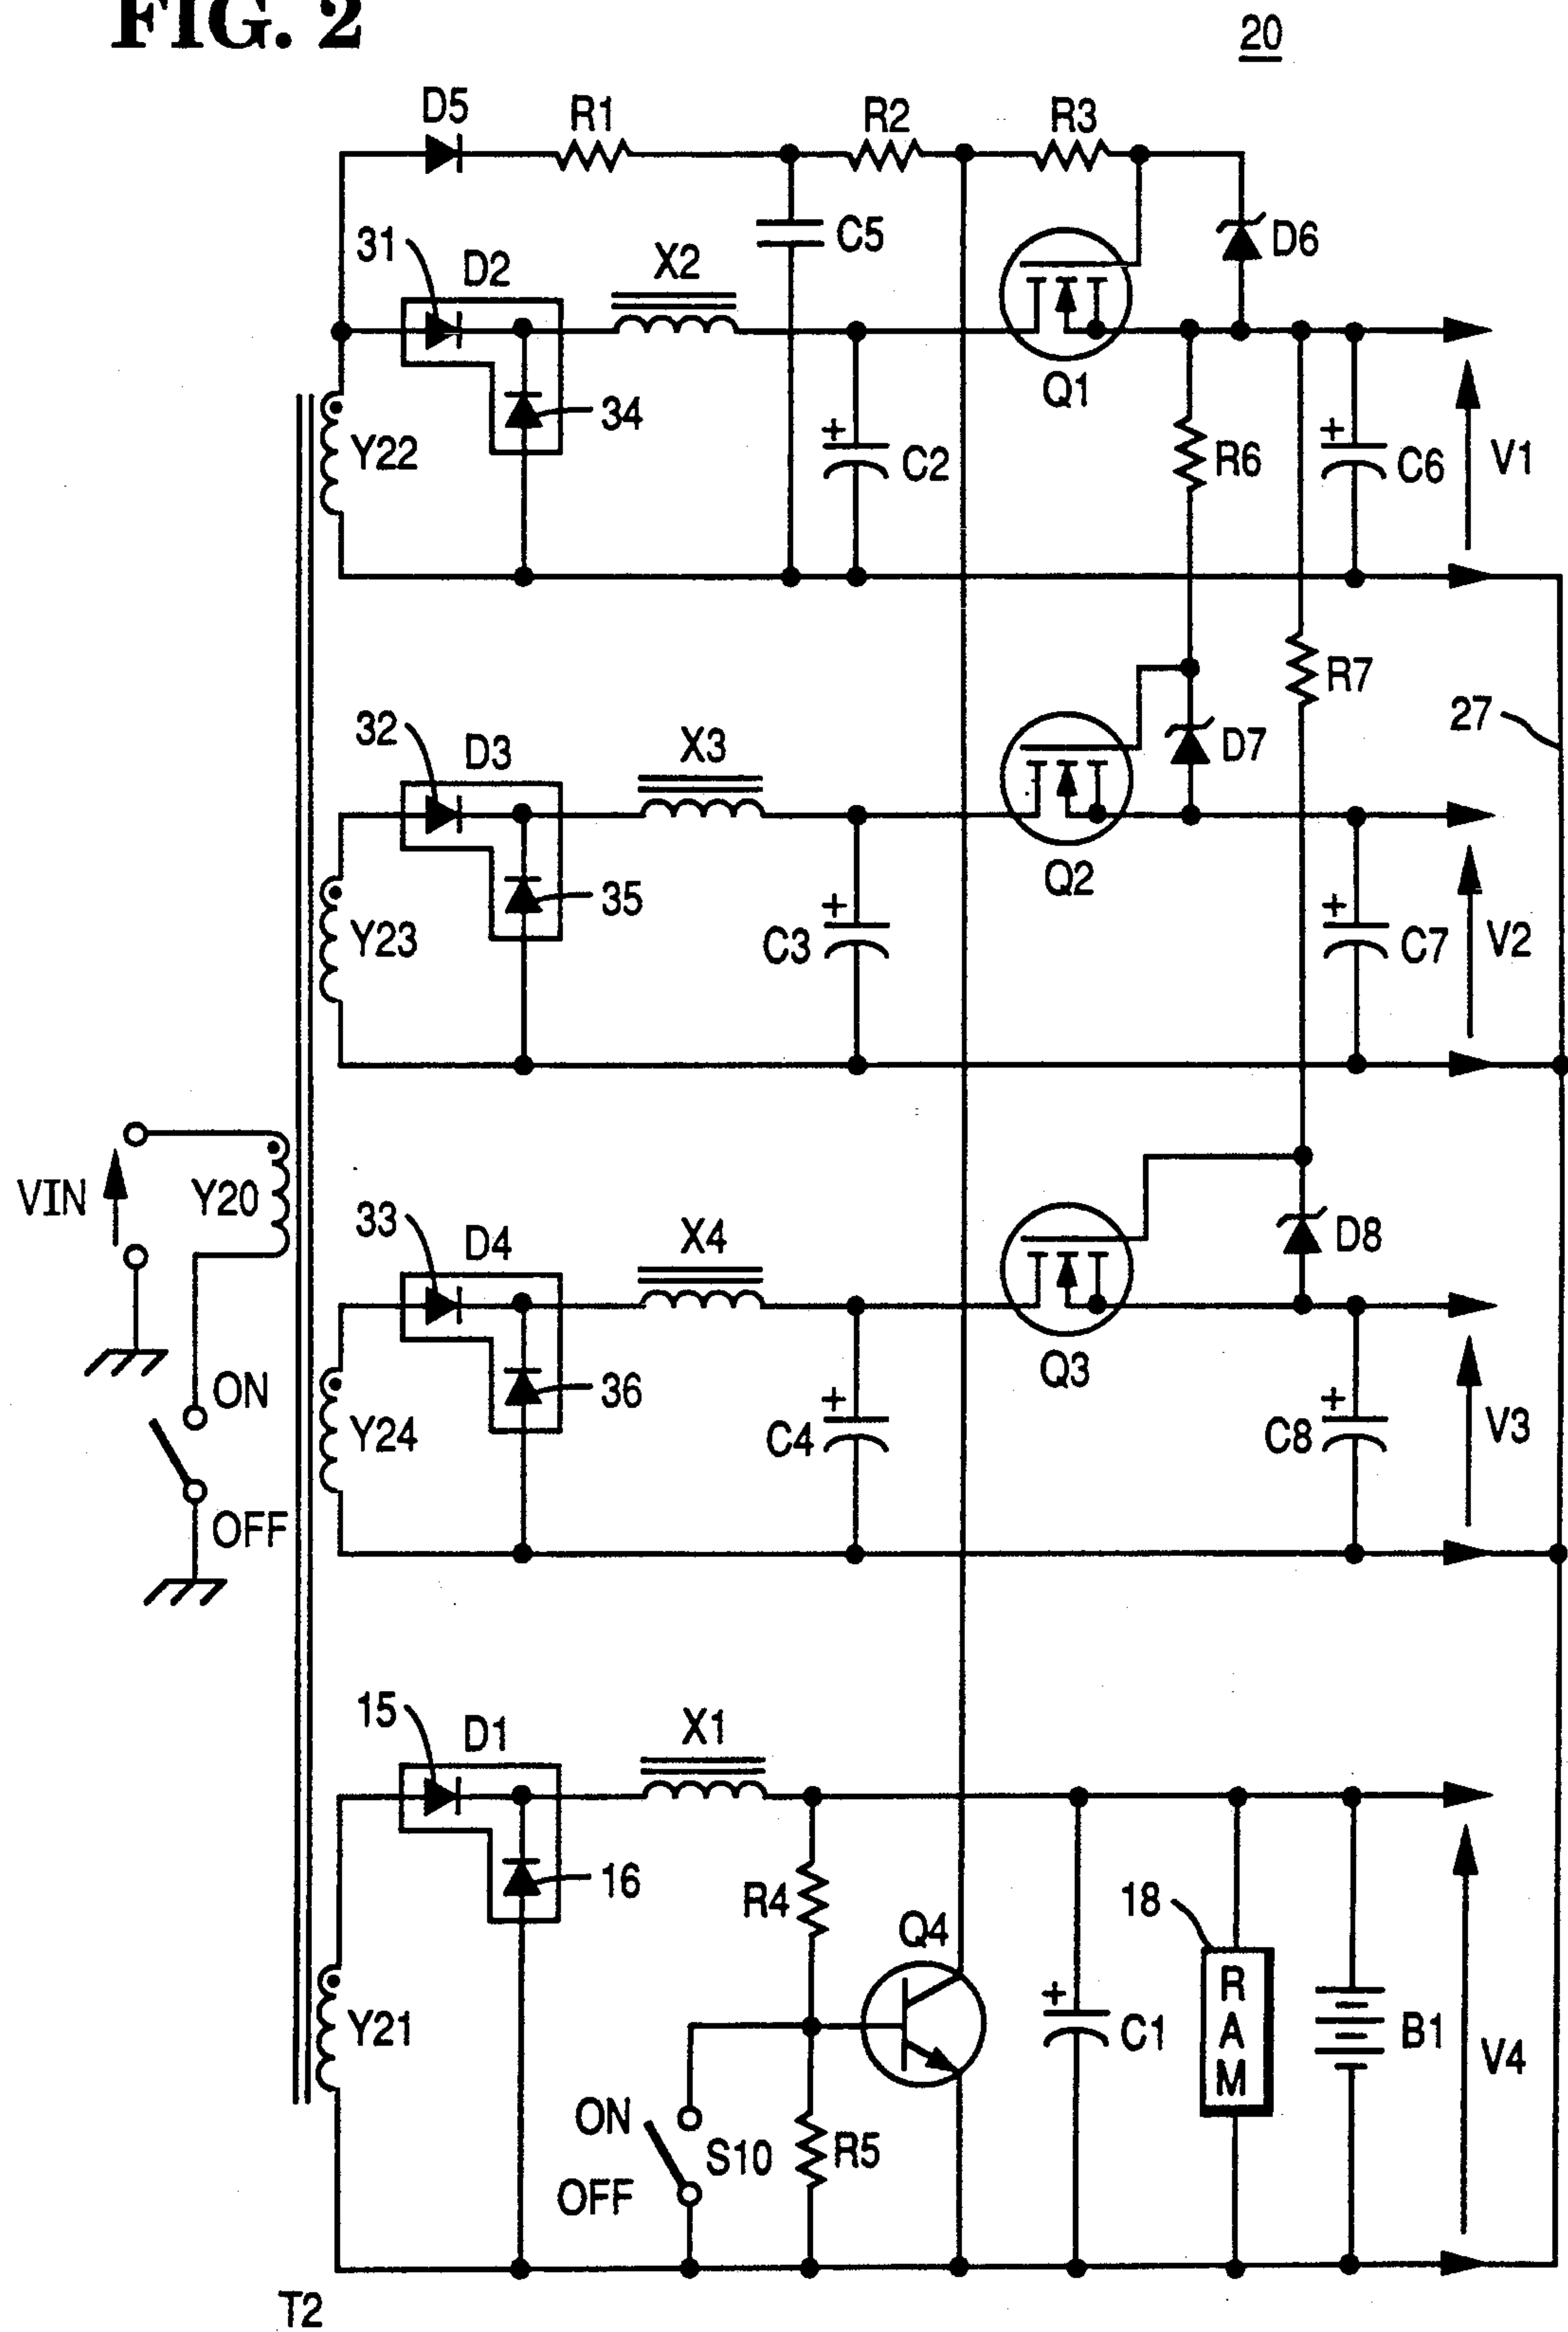 FIG. 2
20
D5
R1
R2
R3
31
D2
X2
C5
D6
Q1
34
Y22
C2
R6
C6
V1
+
+
R7
27
32
D3
X3
D7
Q2
35
Y23
+
C3
+
C7
V2
VIN
Y20
33
D4
X4
D8
Q3
ON
36
Y24
+
C4
+
C8
V3
OFF
15
D1
X1
16
R4
18
Q4
RAM
+
C1
B1
V4
Y21
ON
S10
R5
OFF
T2